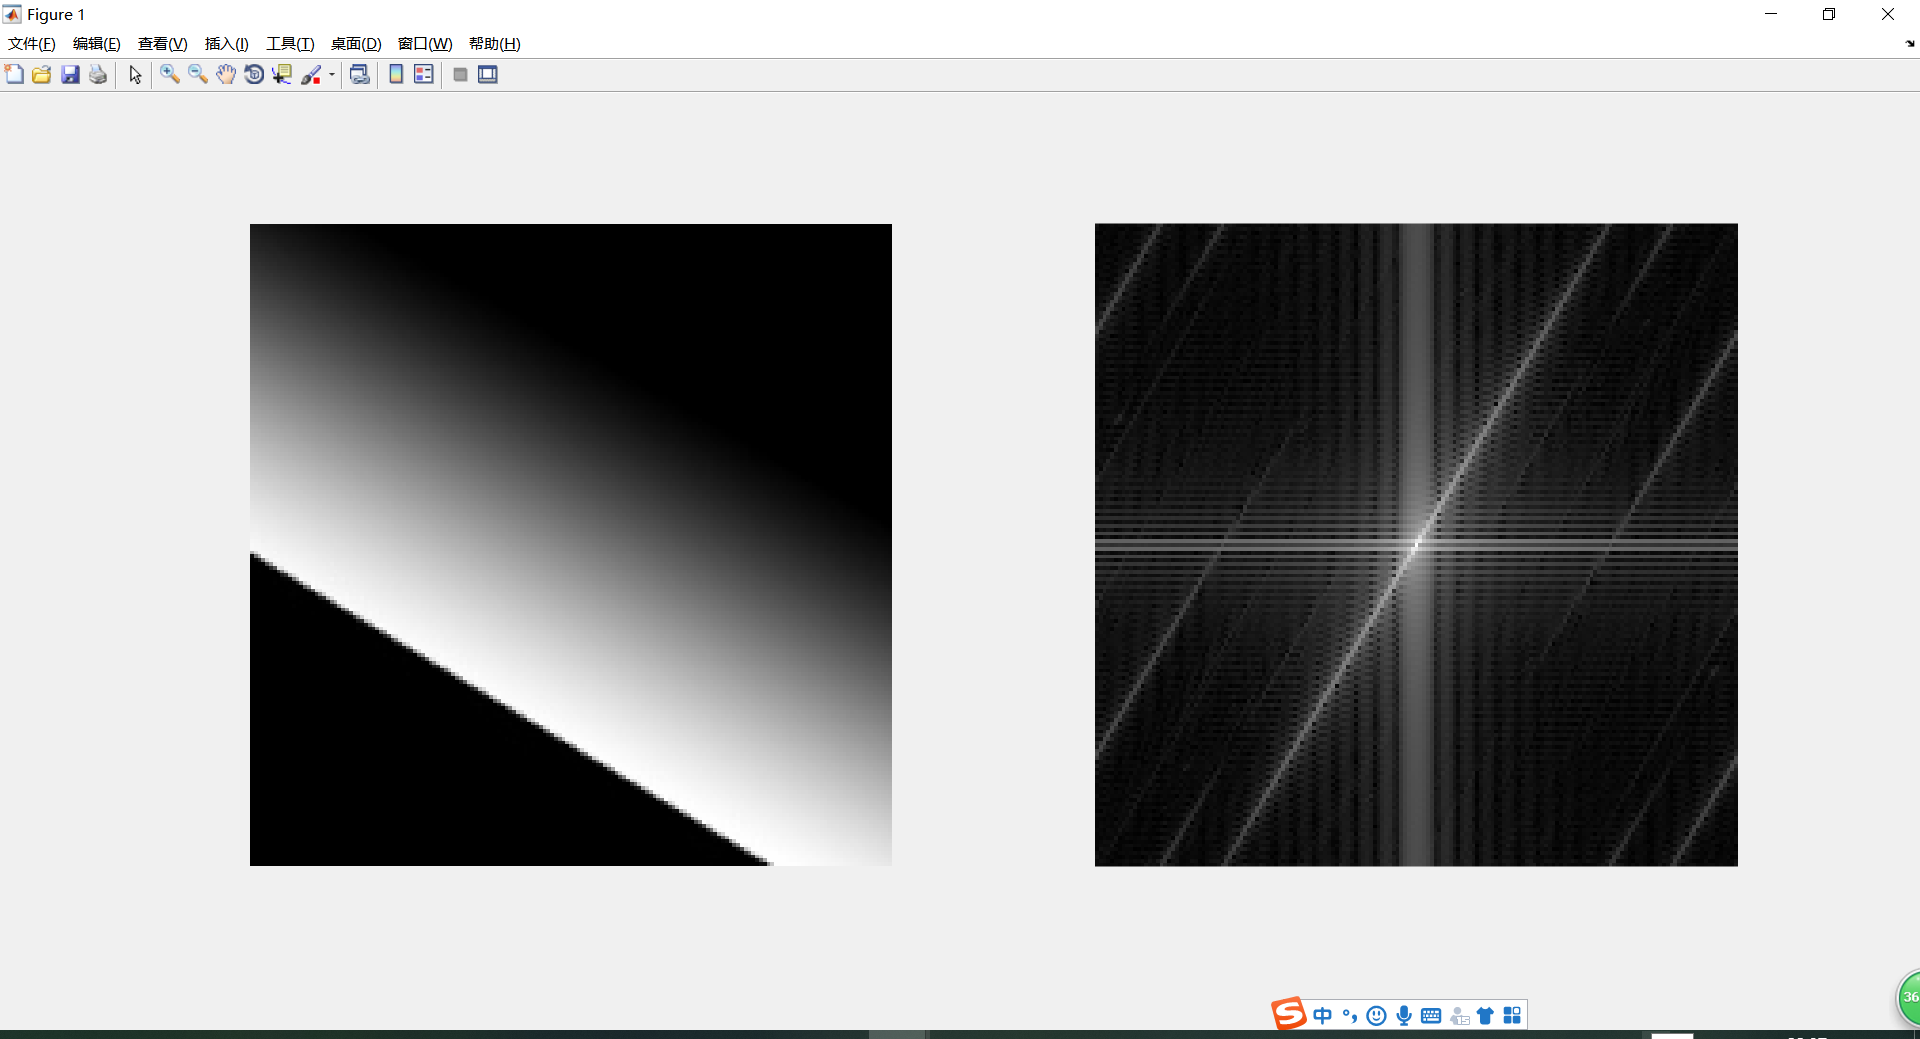 Figure 1
文件(F) 编辑(E) 查看(V) 插入(I) 工具(T) 桌面(D) 窗口(W) 帮助(H)
36
S 中